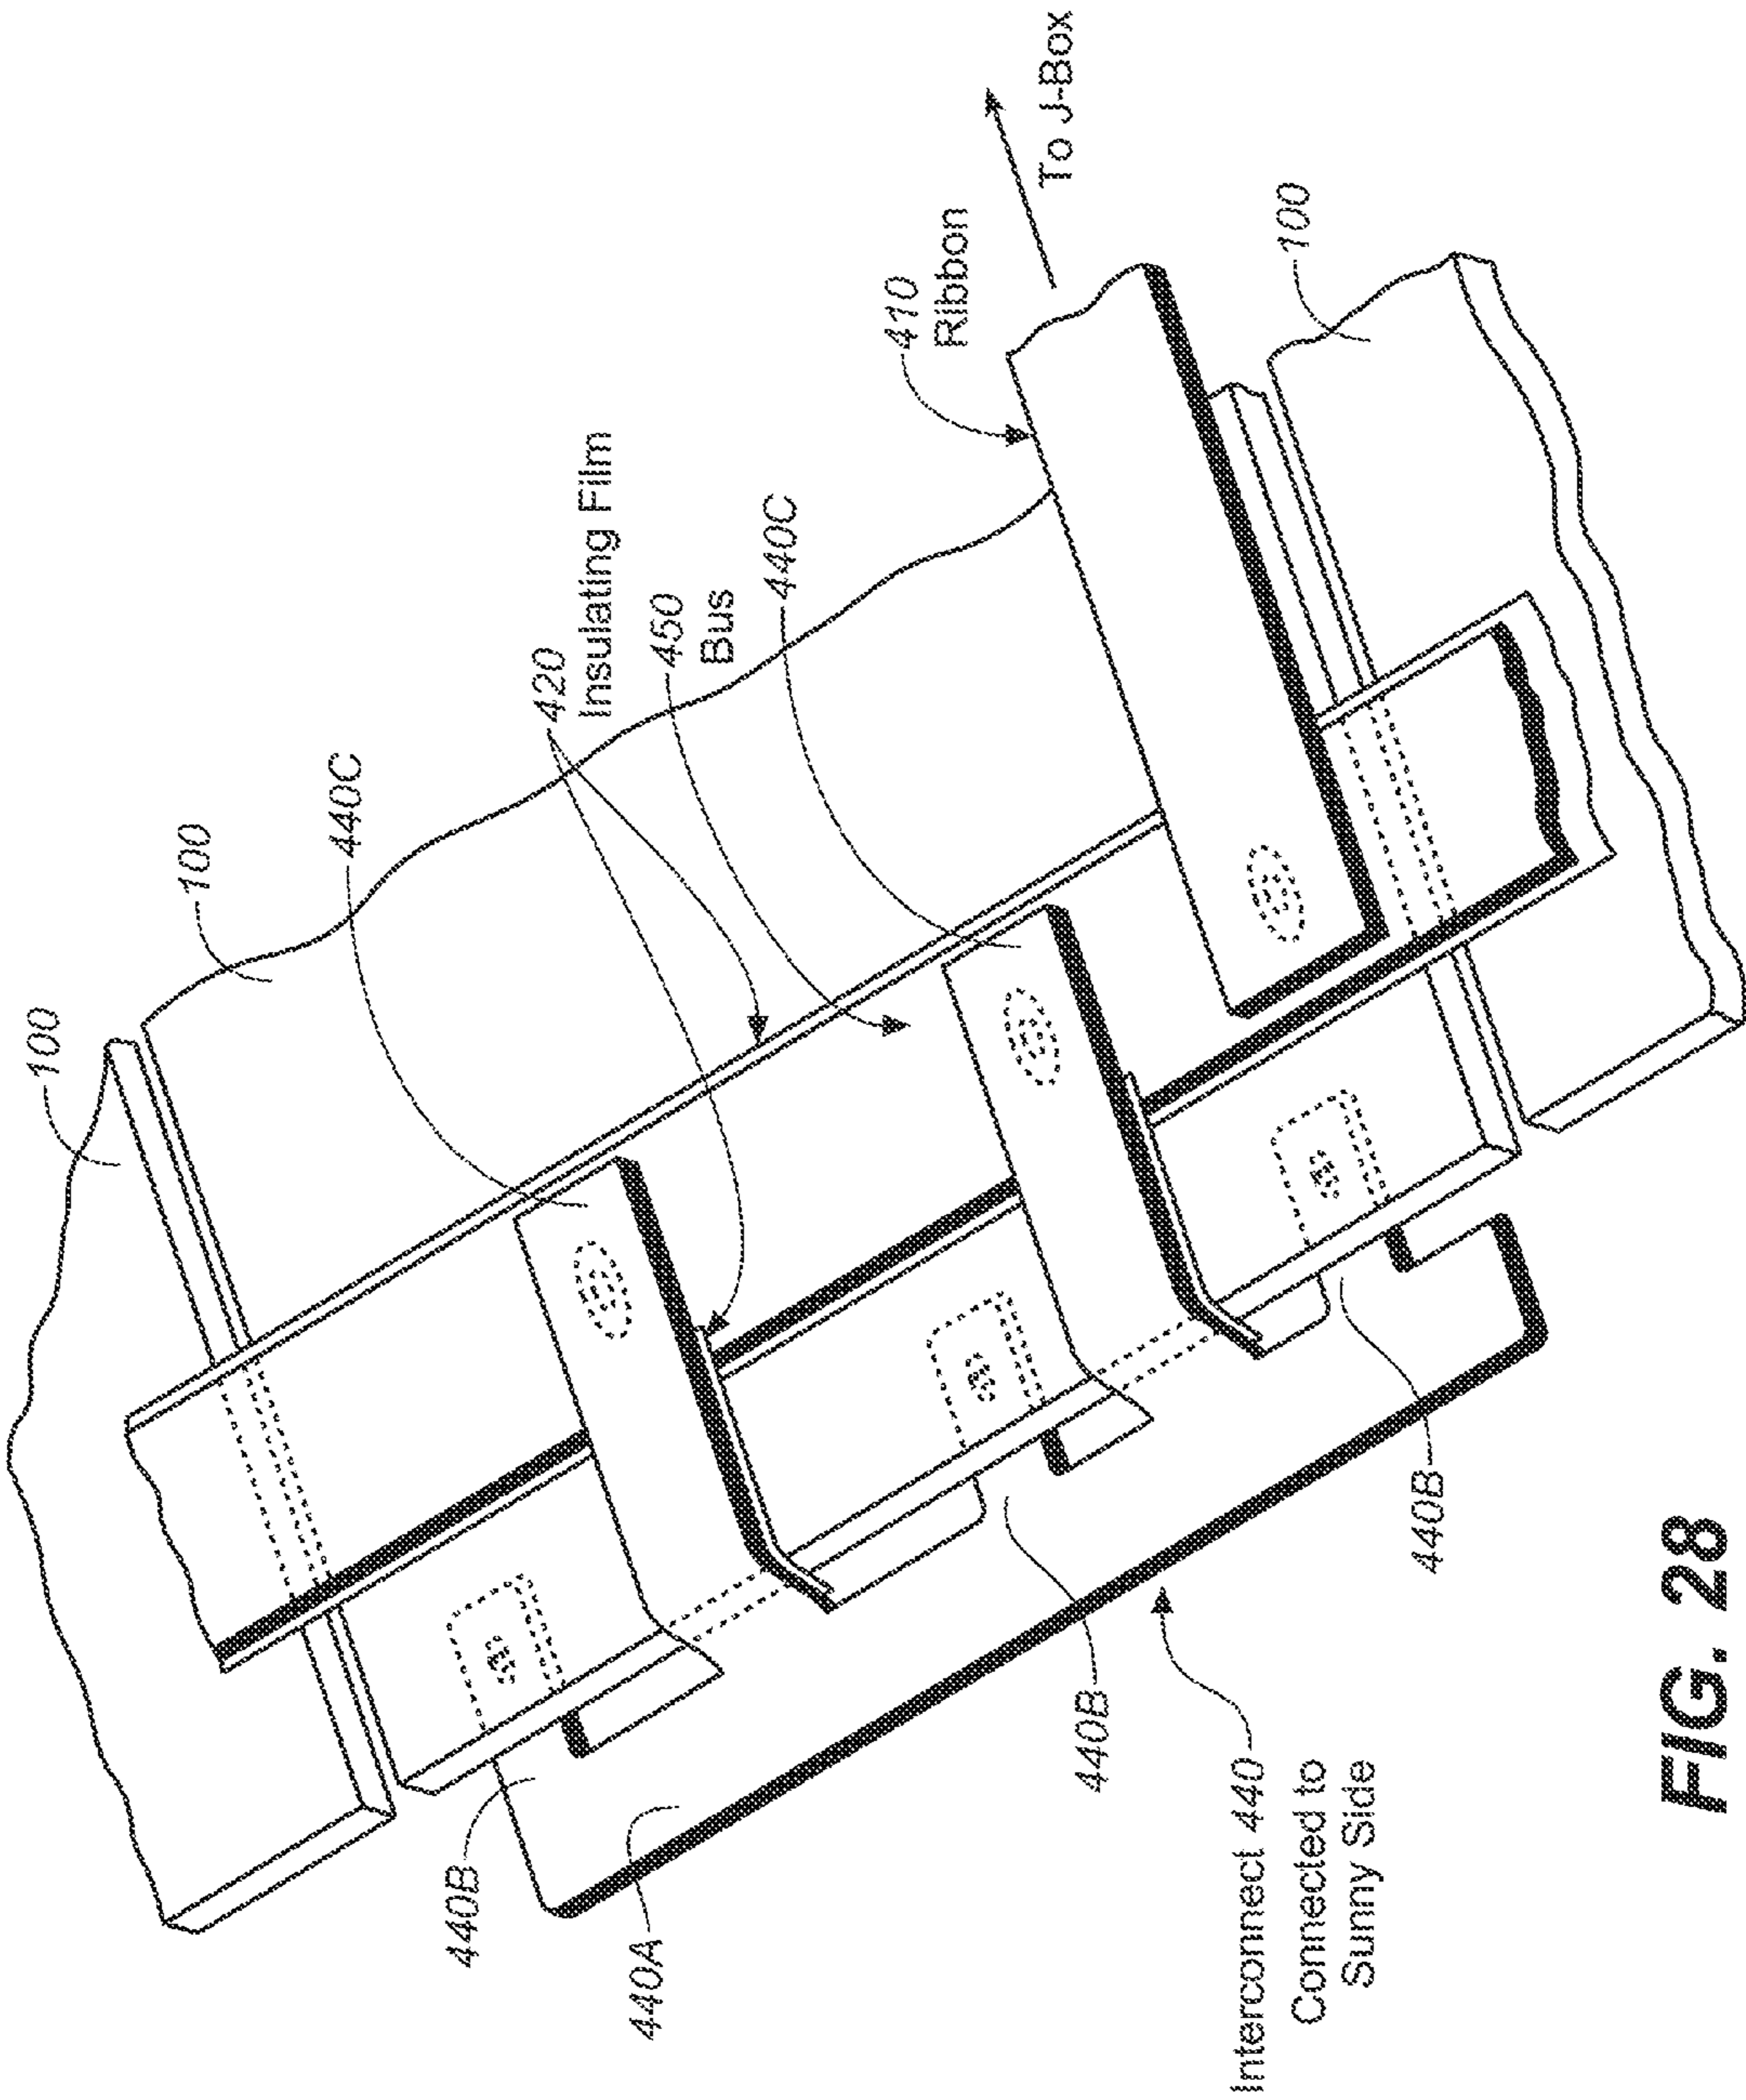 100
100
440C
420
Insulating Film
450
Bus
440C
410
Ribbon
To J-Box
100
440B
440A
Interconnect 440
Connected to
Sunny Side
440B
440B
FIG. 28